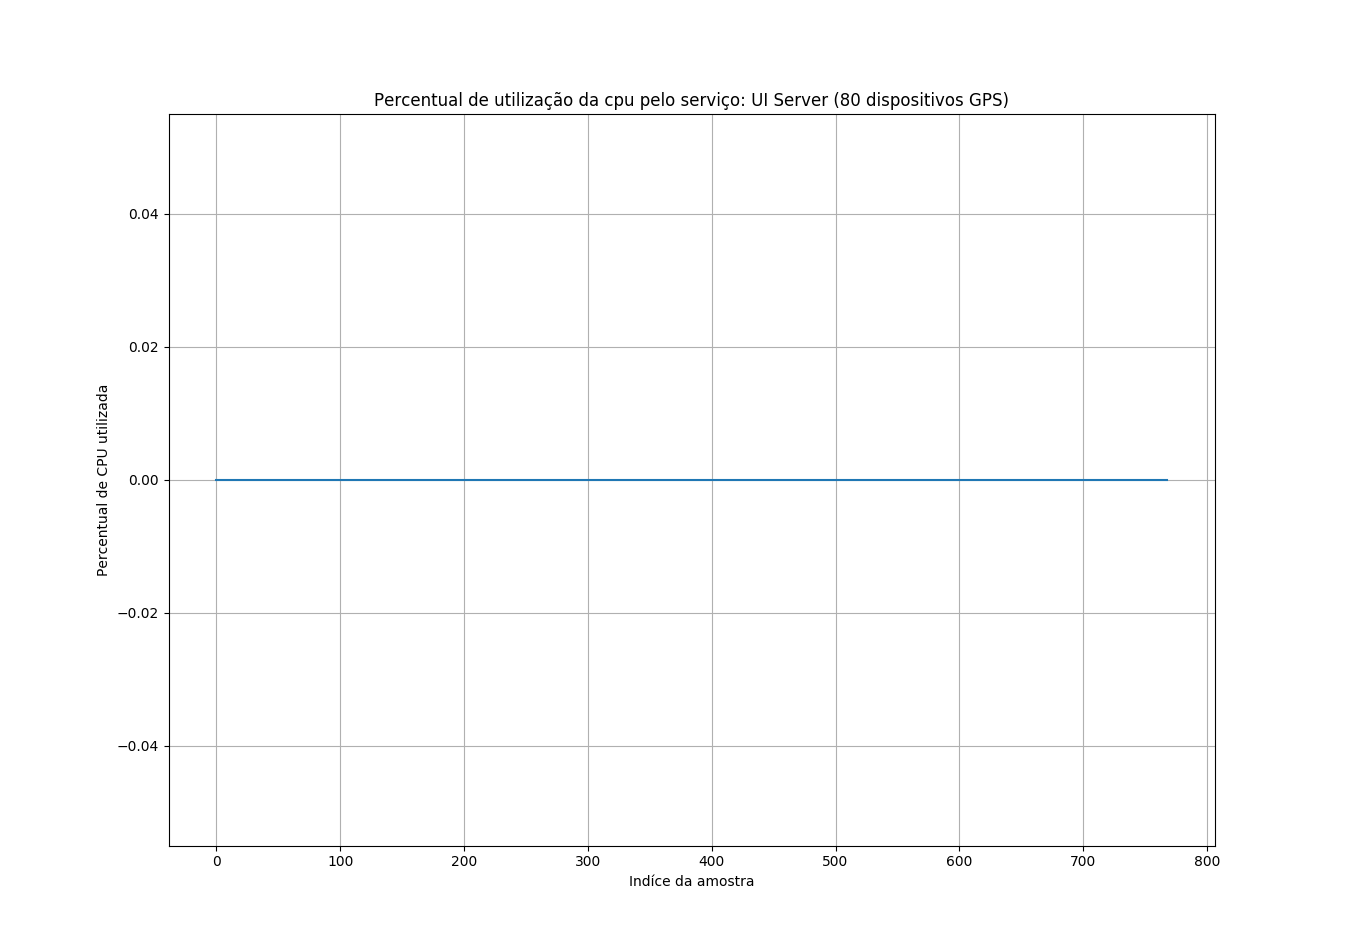 Percentual de utilização da cpu pelo serviço: UI Server (80 dispositivos GPS)
0.04
0.02
0.00
−0.02
−0.04
Percentual de CPU utilizada
0 100 200 300 400 500 600 700 800
Indíce da amostra